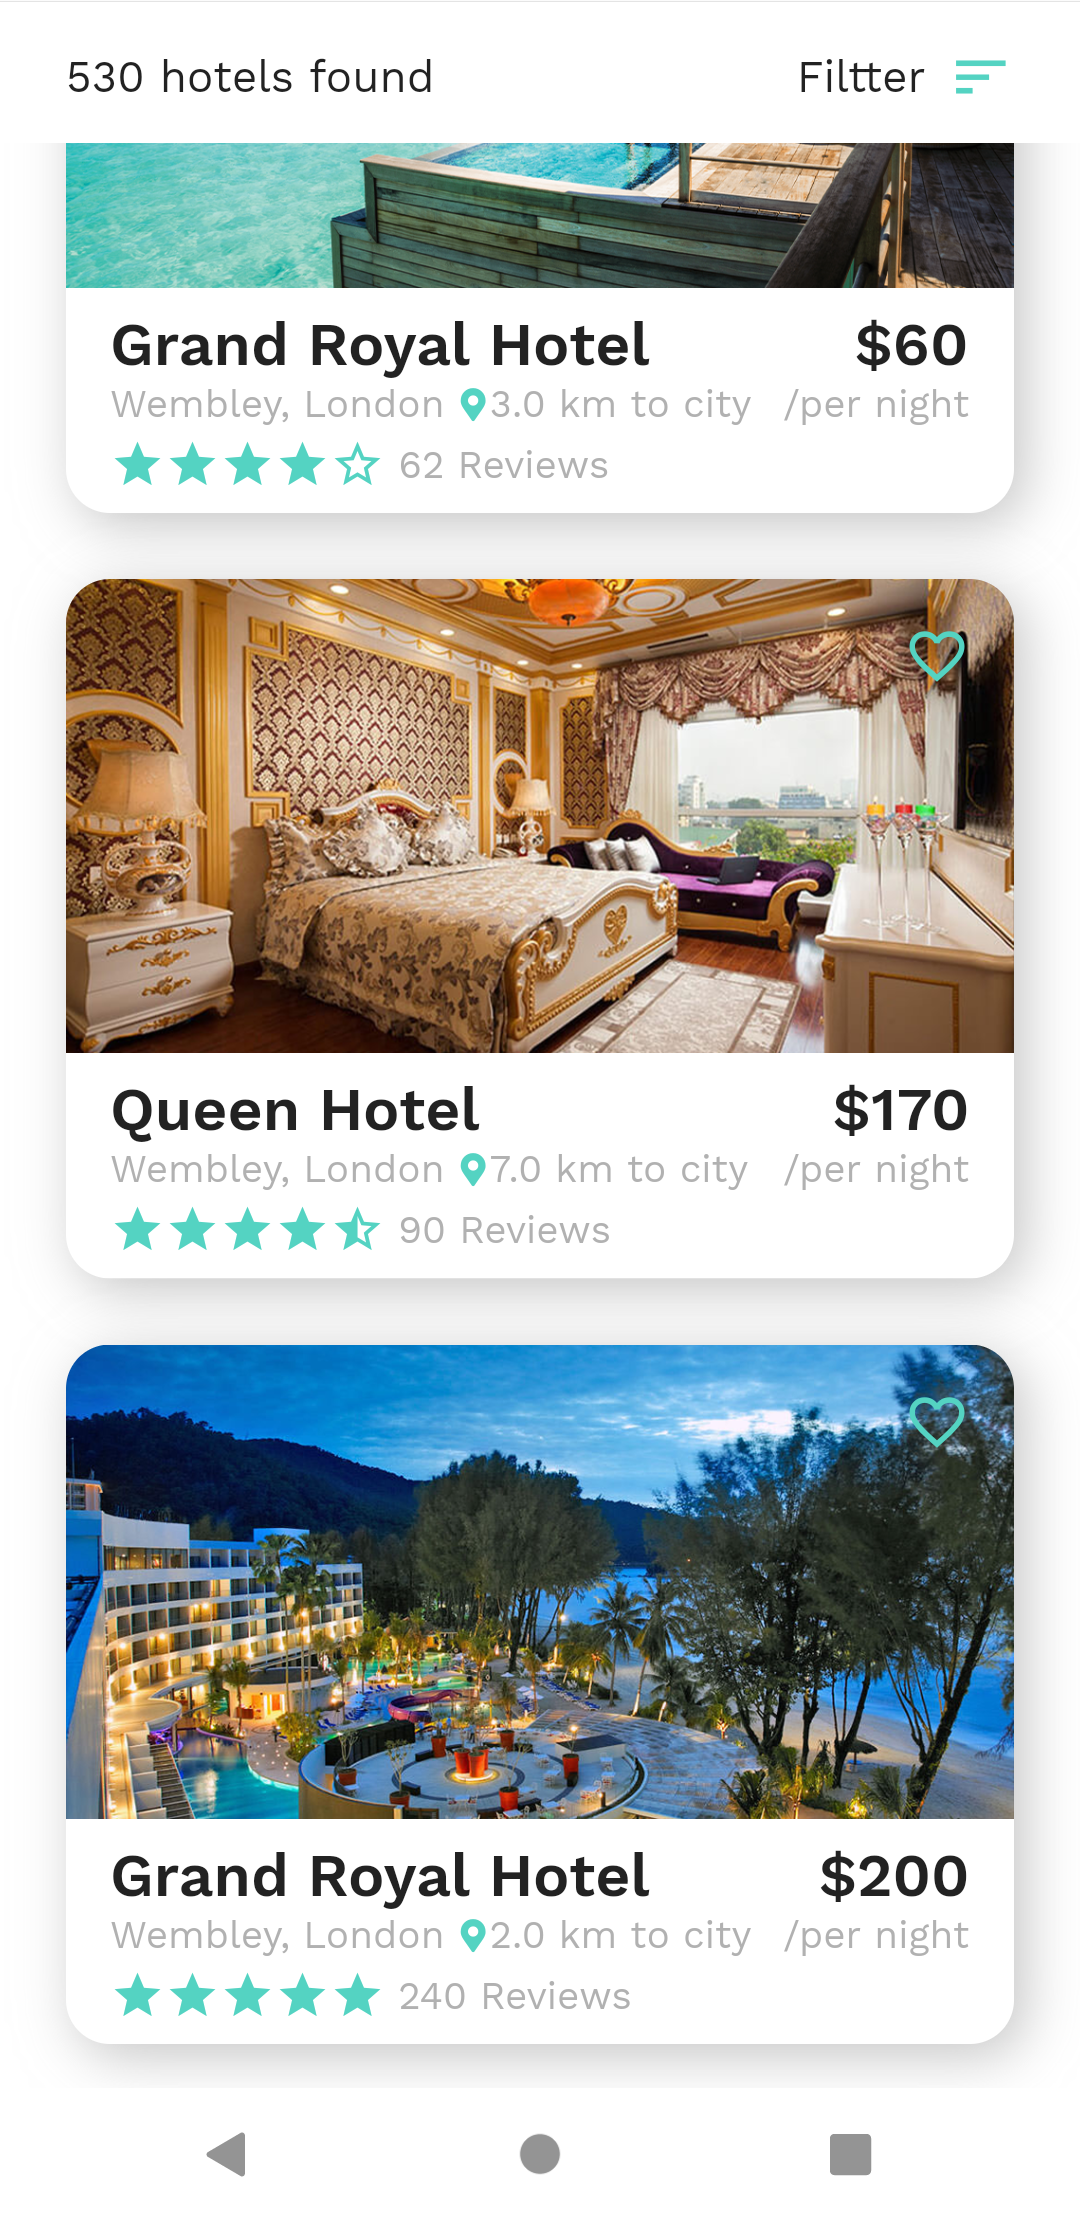 530 hotels found Filtter
Grand Royal Hotel $60
Wembley, London 3.0 km to city /per night
62 Reviews
Queen Hotel $170
Wembley, London 7.0 km to city /per night
90 Reviews
Grand Royal Hotel $200
Wembley, London 2.0 km to city /per night
240 Reviews